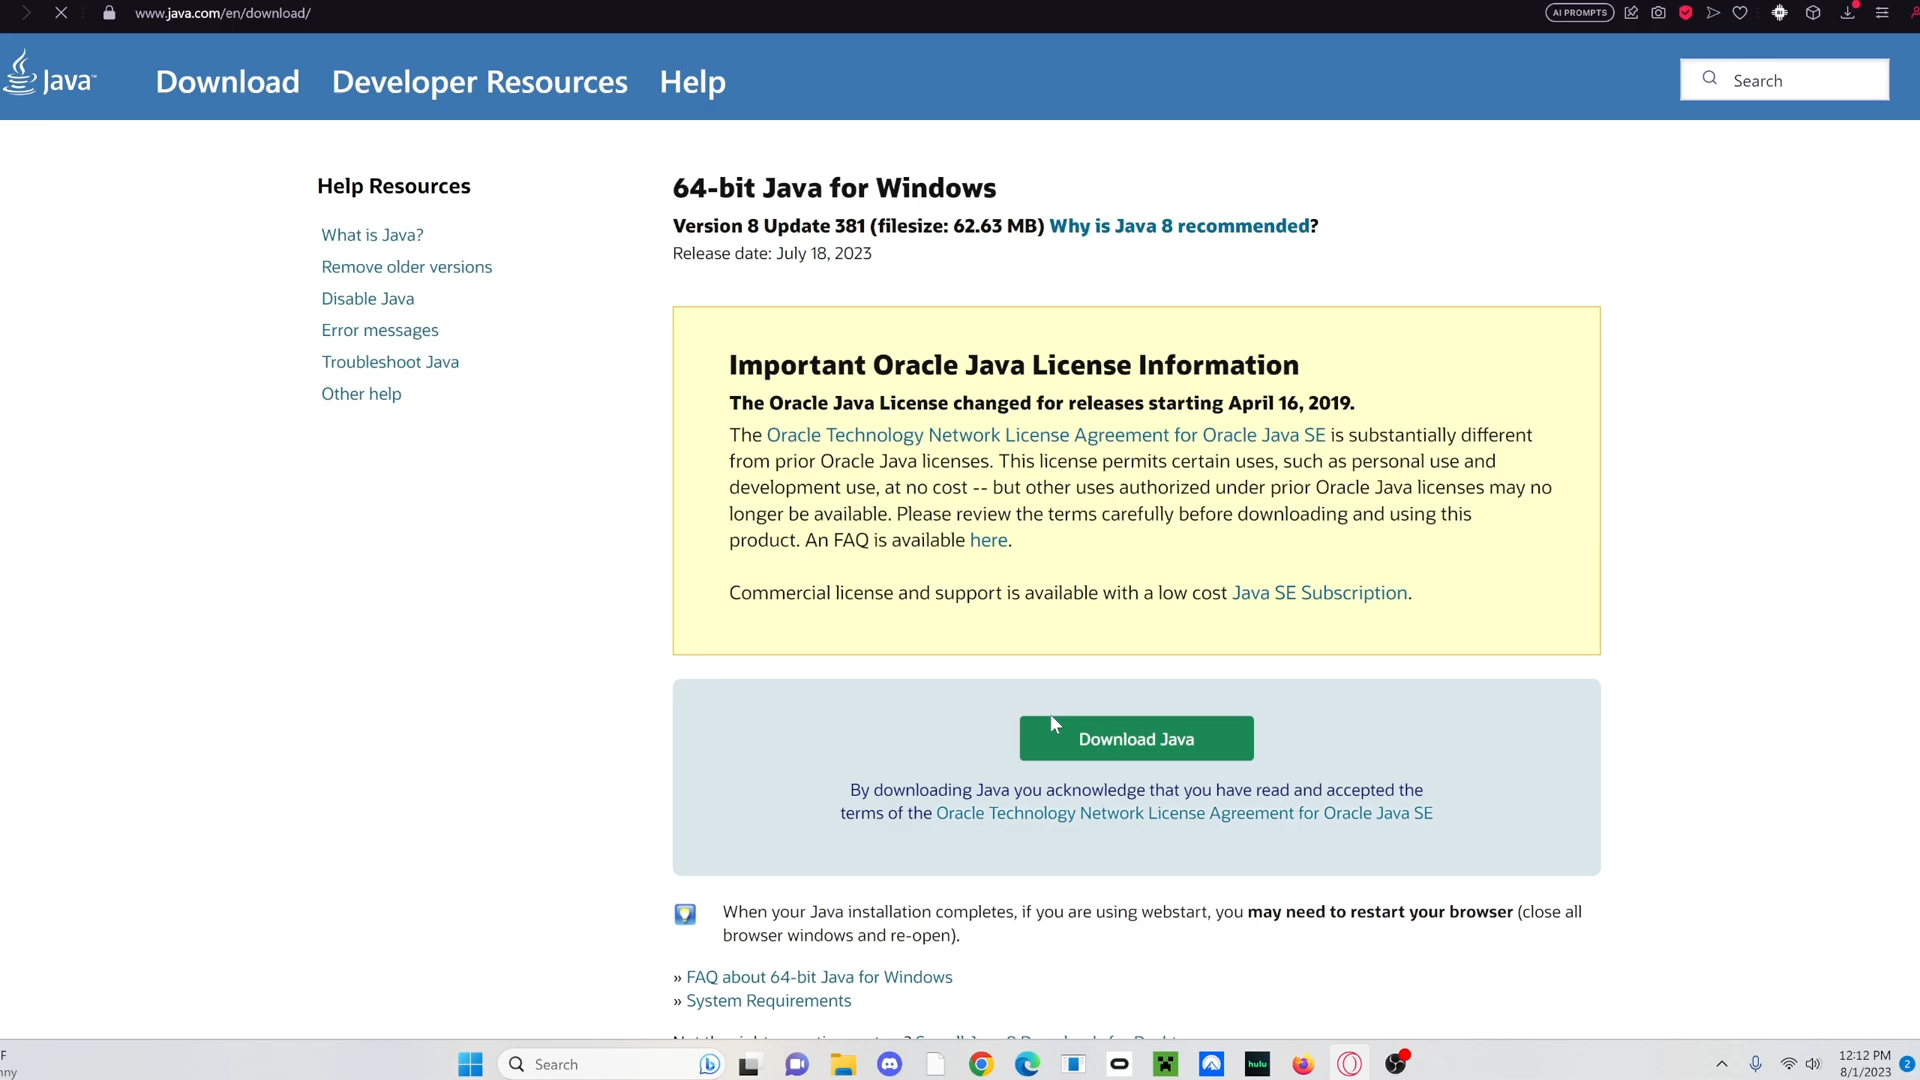 www.java.com/en/download/
AI PROMPTS
Java
Download
Developer Resources
Help
Search
Help Resources
What is Java?
Remove older versions
Disable Java
Error messages
Troubleshoot Java
Other help
64-bit Java for Windows
Version 8 Update 381 (filesize: 62.63 MB) Why is Java 8 recommended?
Release date: July 18, 2023
Important Oracle Java License Information
The Oracle Java License changed for releases starting April 16, 2019.
The Oracle Technology Network License Agreement for Oracle Java SE is substantially different
from prior Oracle Java licenses. This license permits certain uses, such as personal use and
development use, at no cost -- but other uses authorized under prior Oracle Java licenses may no
longer be available. Please review the terms carefully before downloading and using this
product. An FAQ is available here.
Commercial license and support is available with a low cost Java SE Subscription.
Download Java
By downloading Java you acknowledge that you have read and accepted the
terms of the Oracle Technology Network License Agreement for Oracle Java SE
When your Java installation completes, if you are using webstart, you may need to restart your browser (close all
browser windows and re-open).
» FAQ about 64-bit Java for Windows
» System Requirements
F
nny
Search
hulu
12:12 PM
8/1/2023
2